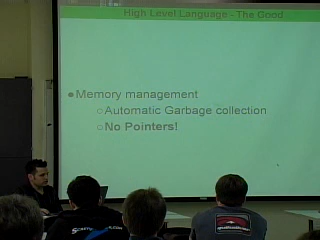 High Level Language - The Good
●Memory management
○Automatic Garbage collection
○No Pointers!